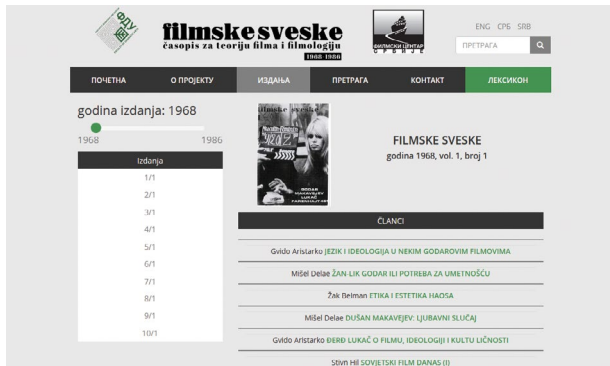 ФДУ
filmske sveske
časopis za teoriju filma i filmologiju
1968-1986
ФИЛМСКИ ЦЕНТАР
СРБИЈЕ
ENG СРБ SRB
ПРЕТРАГА
ПОЧЕТНА О ПРОЈЕКТУ ИЗДАЊА ПРЕТРАГА КОНТАКТ ЛЕКСИКОН
godina izdanja: 1968
1968 1986
Izdanja
1/1
2/1
3/1
4/1
5/1
6/1
7/1
8/1
9/1
10/1
filmske sveske
GODAR
MAKAVEJEV
LUKAČ
FILMSKE SVESKE
godina 1968, vol. 1, broj 1
ČLANCI
Gvido Aristarko JEZIK I IDEOLOGIJA U NEKIM GODAROVIM FILMOVIMA
Mišel Delae ŽAN-LIK GODAR ILI POTREBA ZA UMETNOŠĆU
Žak Belman ETIKA I ESTETIKA HAOSA
Mišel Delae DUŠAN MAKAVEJEV: LJUBAVNI SLUČAJ
Gvido Aristarko ĐERĐ LUKAČ O FILMU, IDEOLOGIJI I KULTU LIČNOSTI
Stivn Hil SOVJETSKI FILM DANAS (I)